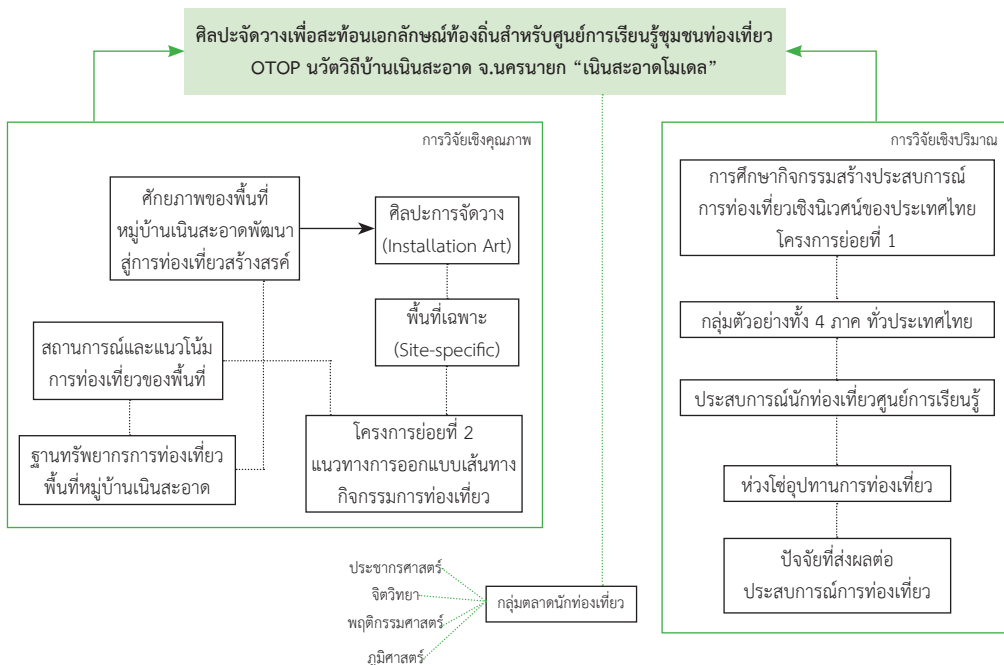 ศิลปะจัดวางเพื่อสะท้อนเอกลักษณ์ท้องถิ่นสำหรับศูนย์การเรียนรู้ชุมชนท่องเที่ยว
OTOP นวัตวิถีบ้านเนินสะอาด จ.นครนายก “เนินสะอาดโมเดล”
การวิจัยเชิงคุณภาพ
ศักยภาพของพื้นที่
หมู่บ้านเนินสะอาดพัฒนา
สู่การท่องเที่ยวสร้างสรค์
ศิลปะการจัดวาง
(Installation Art)
พื้นที่เฉพาะ
(Site-specific)
สถานการณ์และแนวโน้ม
การท่องเที่ยวของพื้นที่
ฐานทรัพยากรการท่องเที่ยว
พื้นที่หมู่บ้านเนินสะอาด
โครงการย่อยที่ 2
แนวทางการออกแบบเส้นทาง
กิจกรรมการท่องเที่ยว
การวิจัยเชิงปริมาณ
การศึกษากิจกรรมสร้างประสบการณ์
การท่องเที่ยวเชิงนิเวศน์ของประเทศไทย
โครงการย่อยที่ 1
กลุ่มตัวอย่างทั้ง 4 ภาค ทั่วประเทศไทย
ประสบการณ์นักท่องเที่ยวศูนย์การเรียนรู้
ห่วงโซ่อุปทานการท่องเที่ยว
ปัจจัยที่ส่งผลต่อ
ประสบการณ์การท่องเที่ยว
ประชากรศาสตร์
จิตวิทยา
พฤติกรรมศาสตร์
ภูมิศาสตร์
กลุ่มตลาดนักท่องเที่ยว